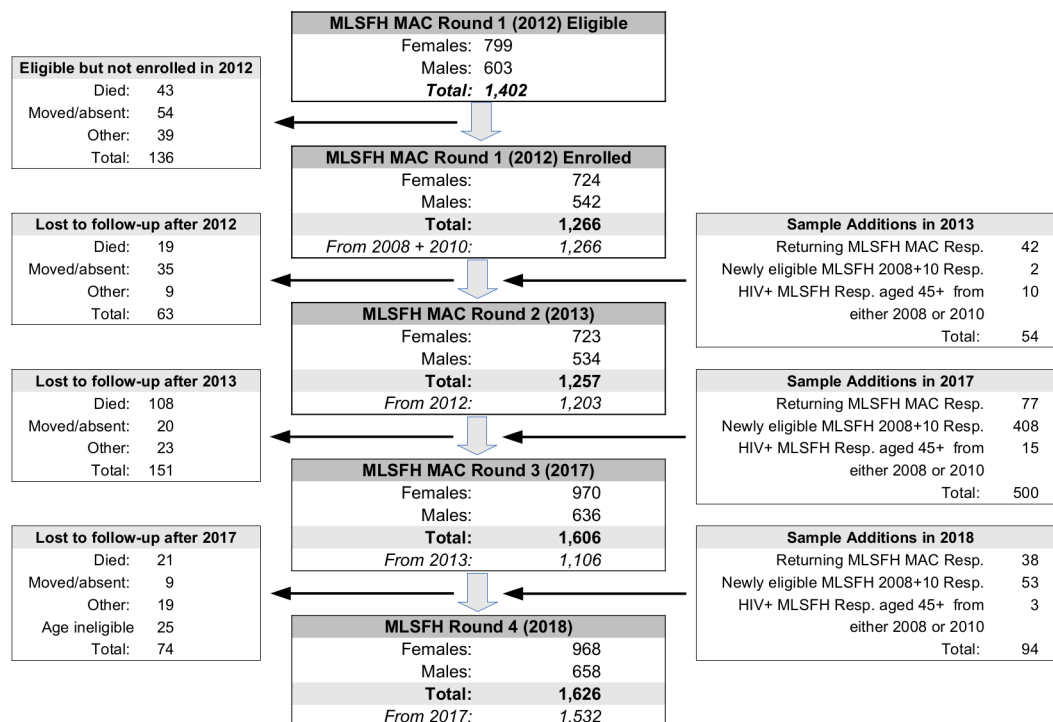 MLSFH MAC Round 1 (2012) Eligible
Females: 799
Males: 603
Total: 1,402
Eligible but not enrolled in 2012
Died: 43
Moved/absent: 54
Other: 39
Total: 136
MLSFH MAC Round 1 (2012) Enrolled
Females: 724
Males: 542
Total: 1,266
From 2008 + 2010: 1,266
Lost to follow-up after 2012
Died: 19
Moved/absent: 35
Other: 9
Total: 63
Sample Additions in 2013
Returning MLSFH MAC Resp. 42
Newly eligible MLSFH 2008+10 Resp. 2
HIV+ MLSFH Resp. aged 45+ from 10
either 2008 or 2010
Total: 54
MLSFH MAC Round 2 (2013)
Females: 723
Males: 534
Total: 1,257
From 2012: 1,203
Lost to follow-up after 2013
Died: 108
Moved/absent: 20
Other: 23
Total: 151
Sample Additions in 2017
Returning MLSFH MAC Resp. 77
Newly eligible MLSFH 2008+10 Resp. 408
HIV+ MLSFH Resp. aged 45+ from 15
either 2008 or 2010
Total: 500
MLSFH MAC Round 3 (2017)
Females: 970
Males: 636
Total: 1,606
From 2013: 1,106
Lost to follow-up after 2017
Died: 21
Moved/absent: 9
Other: 19
Age ineligible 25
Total: 74
Sample Additions in 2018
Returning MLSFH MAC Resp. 38
Newly eligible MLSFH 2008+10 Resp. 53
HIV+ MLSFH Resp. aged 45+ from 3
either 2008 or 2010
Total: 94
MLSFH Round 4 (2018)
Females: 968
Males: 658
Total: 1,626
From 2017: 1,532